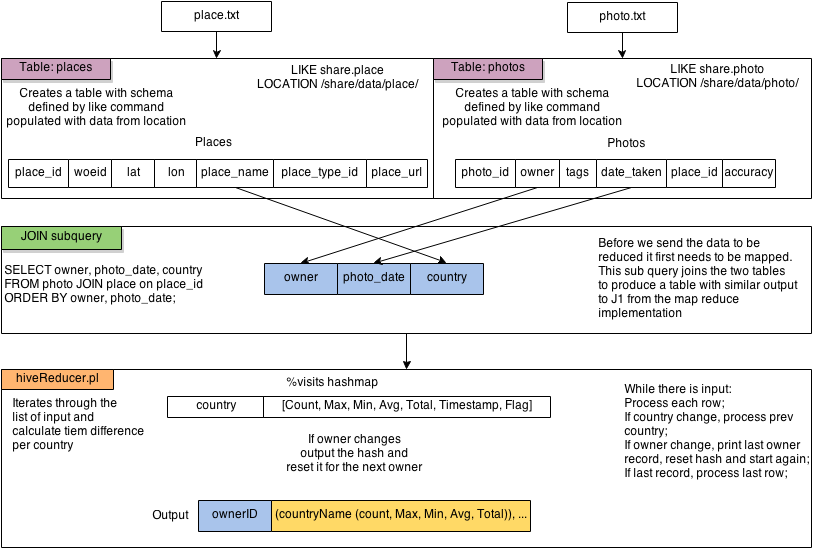 place.txt
photo.txt
Table: places
LIKE share.place
LOCATION /share/data/place/
Creates a table with schema
defined by like command
populated with data from location
Places
place_id woeid lat lon place_name place_type_id place_url
Table: photos
LIKE share.photo
LOCATION /share/data/photo/
Creates a table with schema
defined by like command
populated with data from location
Photos
photo_id owner tags date_taken place_id accuracy
JOIN subquery
SELECT owner, photo_date, country
FROM photo JOIN place on place_id
ORDER BY owner, photo_date;
owner photo_date country
Before we send the data to be
reduced it first needs to be mapped.
This sub query joins the two tables
to produce a table with similar output
to J1 from the map reduce
implementation
hiveReducer.pl
Iterates through the
list of input and
calculate tiem difference
per country
%visits hashmap
country [Count, Max, Min, Avg, Total, Timestamp, Flag]
If owner changes
output the hash and
reset it for the next owner
While there is input:
Process each row;
If country change, process prev
country;
If owner change, print last owner
record, reset hash and start again;
If last record, process last row;
Output ownerID (countryName (count, Max, Min, Avg, Total)), ...